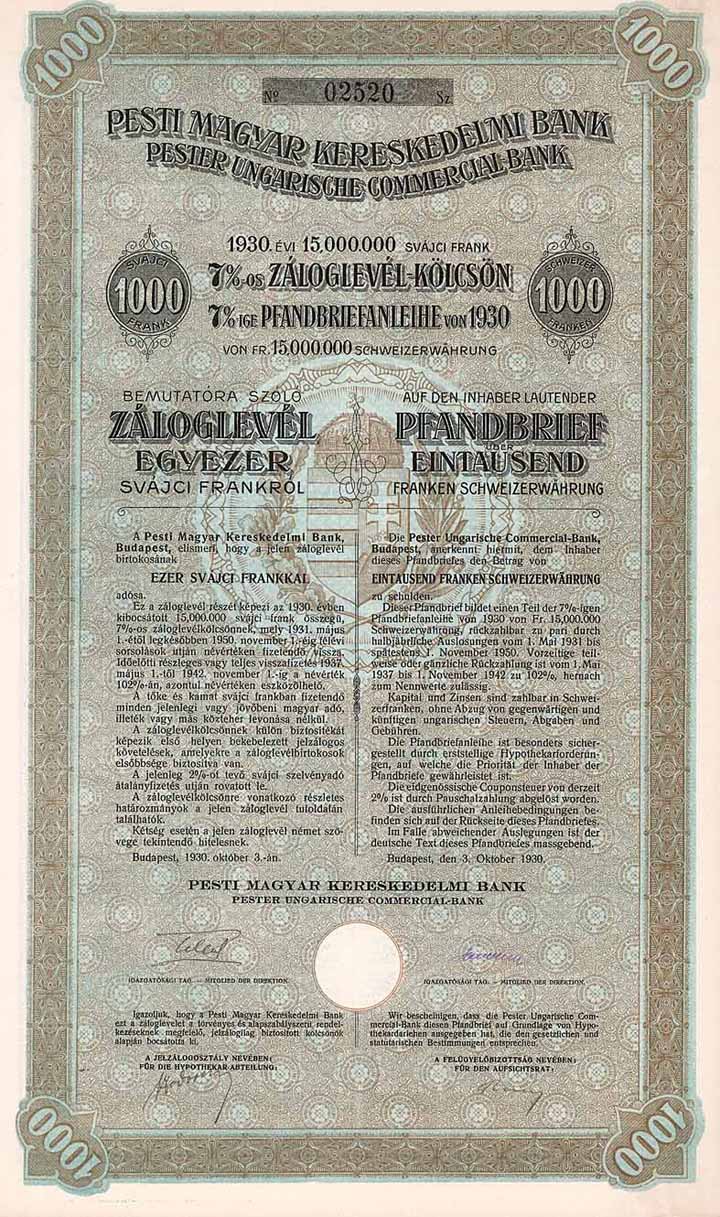 1000
1000
Nº 02520 Sz.
PESTI MAGYAR KERESKEDELMI BANK
PESTER UNGARISCHE COMMERCIAL-BANK
1930. ÉVI 15,000.000 SVÁJCI FRANK
7%-OS ZÁLOGLEVÉL-KÖLCSÖN
7%-IGE PFANDBRIEFANLEIHE VON 1930
VON FR. 15,000.000 SCHWEIZERWÄHRUNG
SVÁJCI
1000
FRANK
SCHWEIZER
1000
FRANKEN
BEMUTATÓRA SZÓLÓ
ZÁLOGLEVÉL
EGYEZER
SVÁJCI FRANKRÓL
A Pesti Magyar Kereskedelmi Bank,
Budapest, elismeri, hogy a jelen záloglevél
birtokosának
EZER SVÁJCI FRANKKAL
adósa.
Ez a záloglevél részét képezi az 1930. évben
kibocsátott 15,000.000 svájci frank összegű,
7%-os záloglevélkölcsönnek, mely 1931. május
1.-étől legkésőbben 1950. november 1.-éig félévi
sorsolások útján névértéken fizetendő vissza.
Időelőtti részleges vagy teljes visszafizetés 1937.
május 1.-től 1942. november 1.-ig a névérték
102%-án, azontul névértéken eszközölhető.
A tőke és kamat svájci frankban fizetendő
minden jelenlegi vagy jövőbeni magyar adó,
illeték vagy más közteher levonása nélkül.
A záloglevélkölcsönnek külön biztosítékát
képezik első helyen bekebelezett jelzálogos
követelések, amelyekre a záloglevélbirtokosok
elsőbbsége biztosítva van.
A jelenleg 2%-ot tevő svájci szelvényadó
átalányfizetés utján rovatott le.
A záloglevélkölcsönre vonatkozó részletes
határozmányok a jelen záloglevél tuloldalán
találhatók.
Kétség esetén a jelen záloglevél német szö-
vege tekintendő hitelesnek.
Budapest, 1930. október 3.-án.
AUF DEN INHABER LAUTENDER
PFANDBRIEF
ÜBER
EINTAUSEND
FRANKEN SCHWEIZERWÄHRUNG
Die Pester Ungarische Commercial-Bank,
Budapest, anerkennt hiermit, dem Inhaber
dieses Pfandbriefes den Betrag von
EINTAUSEND FRANKEN SCHWEIZERWÄHRUNG
zu schulden.
Dieser Pfandbrief bildet einen Teil der 7%-igen
Pfandbriefanleihe von 1930 von Fr. 15,000.000
Schweizerwährung, rückzahlbar zu pari durch
halbjährliche Auslosungen vom 1. Mai 1931 bis
spätestens 1. November 1950. Vorzeitige teil-
weise oder gänzliche Rückzahlung ist vom 1. Mai
1937 bis 1. November 1942 zu 102%, hernach
zum Nennwerte zulässig.
Kapital und Zinsen sind zahlbar in Schwei-
zerfranken, ohne Abzug von gegenwärtigen und
künftigen ungarischen Steuern, Abgaben und
Gebühren.
Die Pfandbriefanleihe ist besonders sicher-
gestellt durch erststellige Hypothekarforderun-
gen, auf welche die Priorität der Inhaber der
Pfandbriefe gewährleistet ist.
Die eidgenössische Couponsteuer von derzeit
2% ist durch Pauschalzahlung abgelöst worden.
Die ausführlichen Anleihebedingungen be-
finden sich auf der Rückseite dieses Pfandbriefes.
Im Falle abweichender Auslegungen ist der
deutsche Text dieses Pfandbriefes massgebend.
Budapest, den 3. Oktober 1930.
PESTI MAGYAR KERESKEDELMI BANK
PESTER UNGARISCHE COMMERCIAL-BANK
IGAZGATÓSÁGI TAG. — MITGLIED DER DIREKTION.
IGAZGATÓSÁGI TAG. — MITGLIED DER DIREKTION.
Igazoljuk, hogy a Pesti Magyar Kereskedelmi Bank
ezt a záloglevelet a törvényes és alapszabályszerű rendel-
kezéseknek megfelelő, jelzálogilag biztosított kölcsönök
alapján bocsátotta ki.
A JELZÁLOGOSZTÁLY NEVÉBEN:
FÜR DIE HYPOTHEKAR-ABTEILUNG:
Wir bescheinigen, dass die Pester Ungarische Com-
mercial-Bank diesen Pfandbrief auf Grundlage von Hypo-
thekardarlehen ausgegeben hat, die den gesetzlichen und
statutarischen Bestimmungen entsprechen.
A FELÜGYELŐBIZOTTSÁG NEVÉBEN:
FÜR DEN AUFSICHTSRAT:
1000
1000